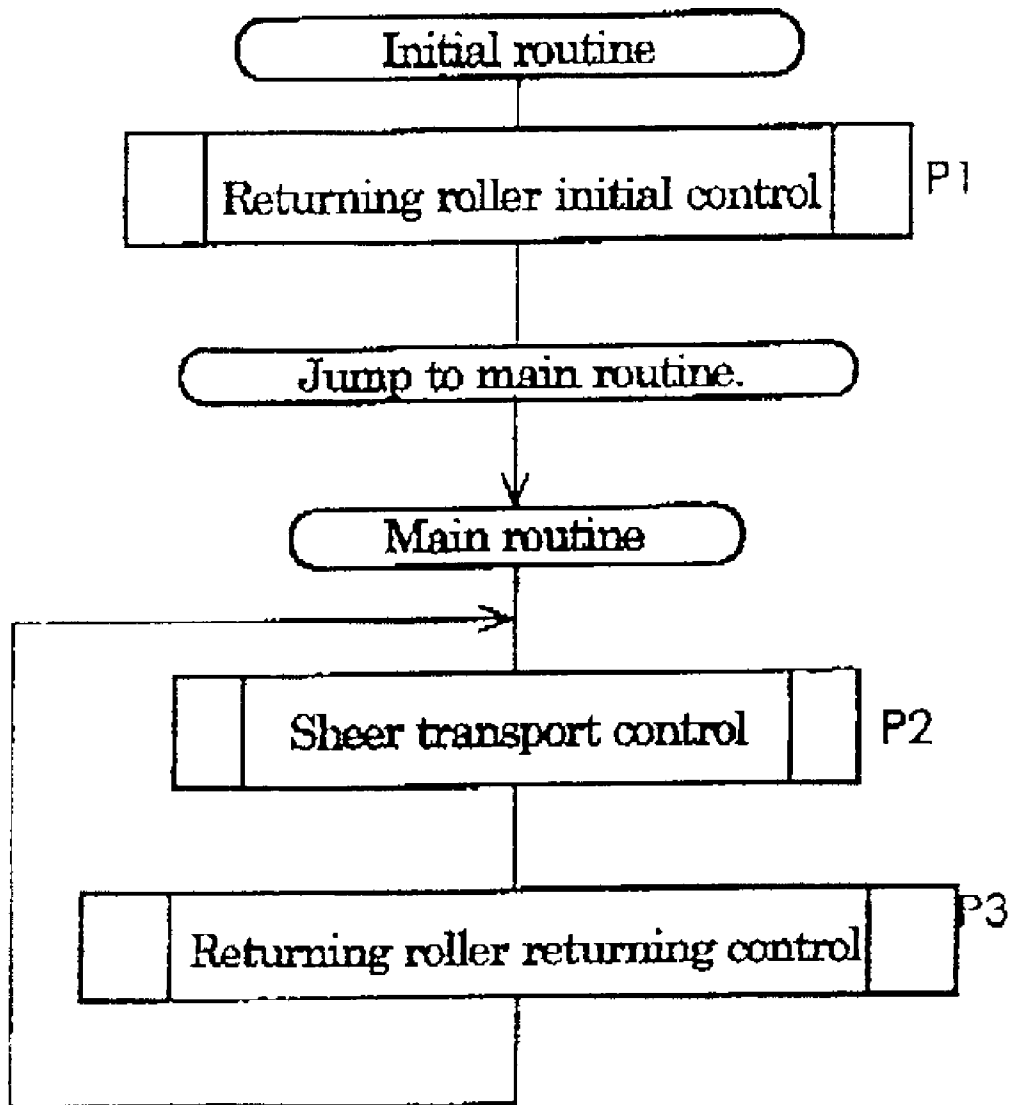 Initial routine
Returning roller initial control
P1
Jump to main routine.
Main routine
Sheer transport control
P2
P3
Returning roller returning control